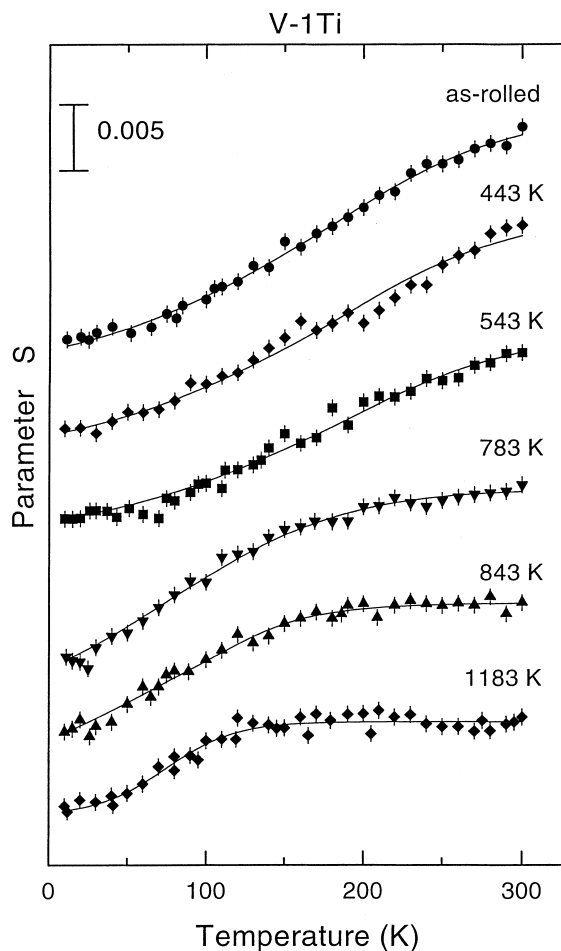 V-1Ti
as-rolled
0.005
443 K
543 K
783 K
843 K
1183 K
Parameter S
0 100 200 300
Temperature (K)